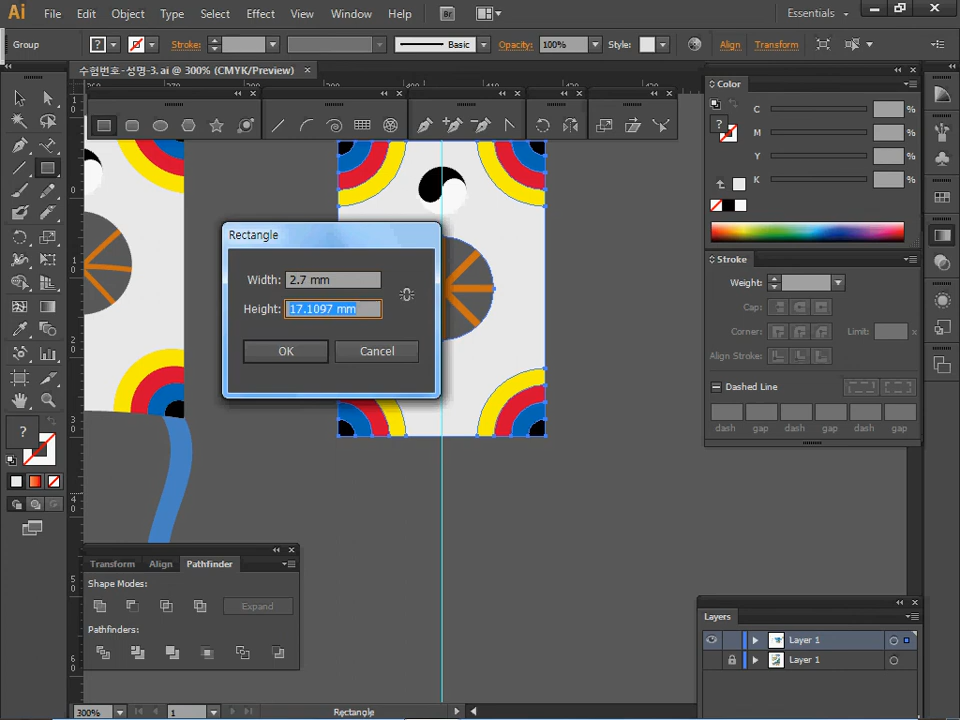 Ai File Edit Object Type Select Effect View Window Help Br Essentials
Group ? Stroke: Basic Opacity: 100% Style: Align Transform
수험번호-성명-3.ai @ 300% (CMYK/Preview) ×
Color
C %
M %
Y %
K %
?
Rectangle
Width: 2.7 mm
Height: 17.1097 mm
OK Cancel
Stroke
Weight:
Cap:
Corner: Limit: x
Align Stroke:
Dashed Line
dash gap dash gap dash gap
?
Transform Align Pathfinder
Shape Modes:
Expand
Pathfinders:
Layers
Layer 1
Layer 1
300% 1 Rectangle